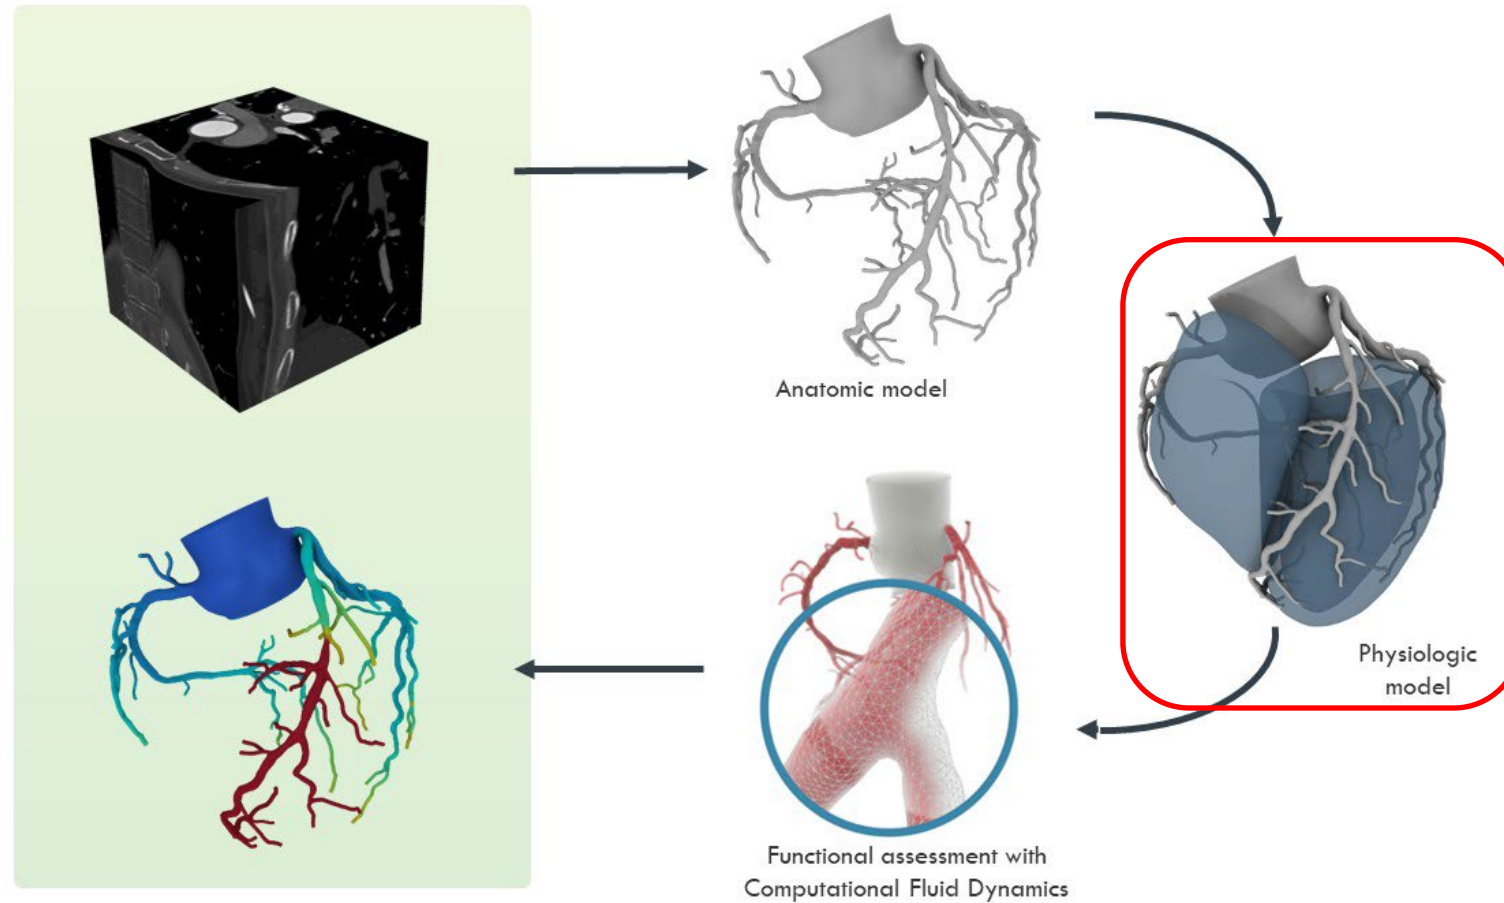 Anatomic model
Physiologic
model
Functional assessment with
Computational Fluid Dynamics